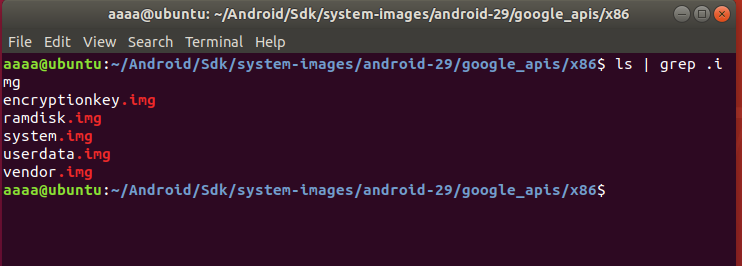 aaaa@ubuntu: ~/Android/Sdk/system-images/android-29/google_apis/x86
File Edit View Search Terminal Help
aaaa@ubuntu:~/Android/Sdk/system-images/android-29/google_apis/x86$ ls | grep .i
mg
encryptionkey.img
ramdisk.img
system.img
userdata.img
vendor.img
aaaa@ubuntu:~/Android/Sdk/system-images/android-29/google_apis/x86$